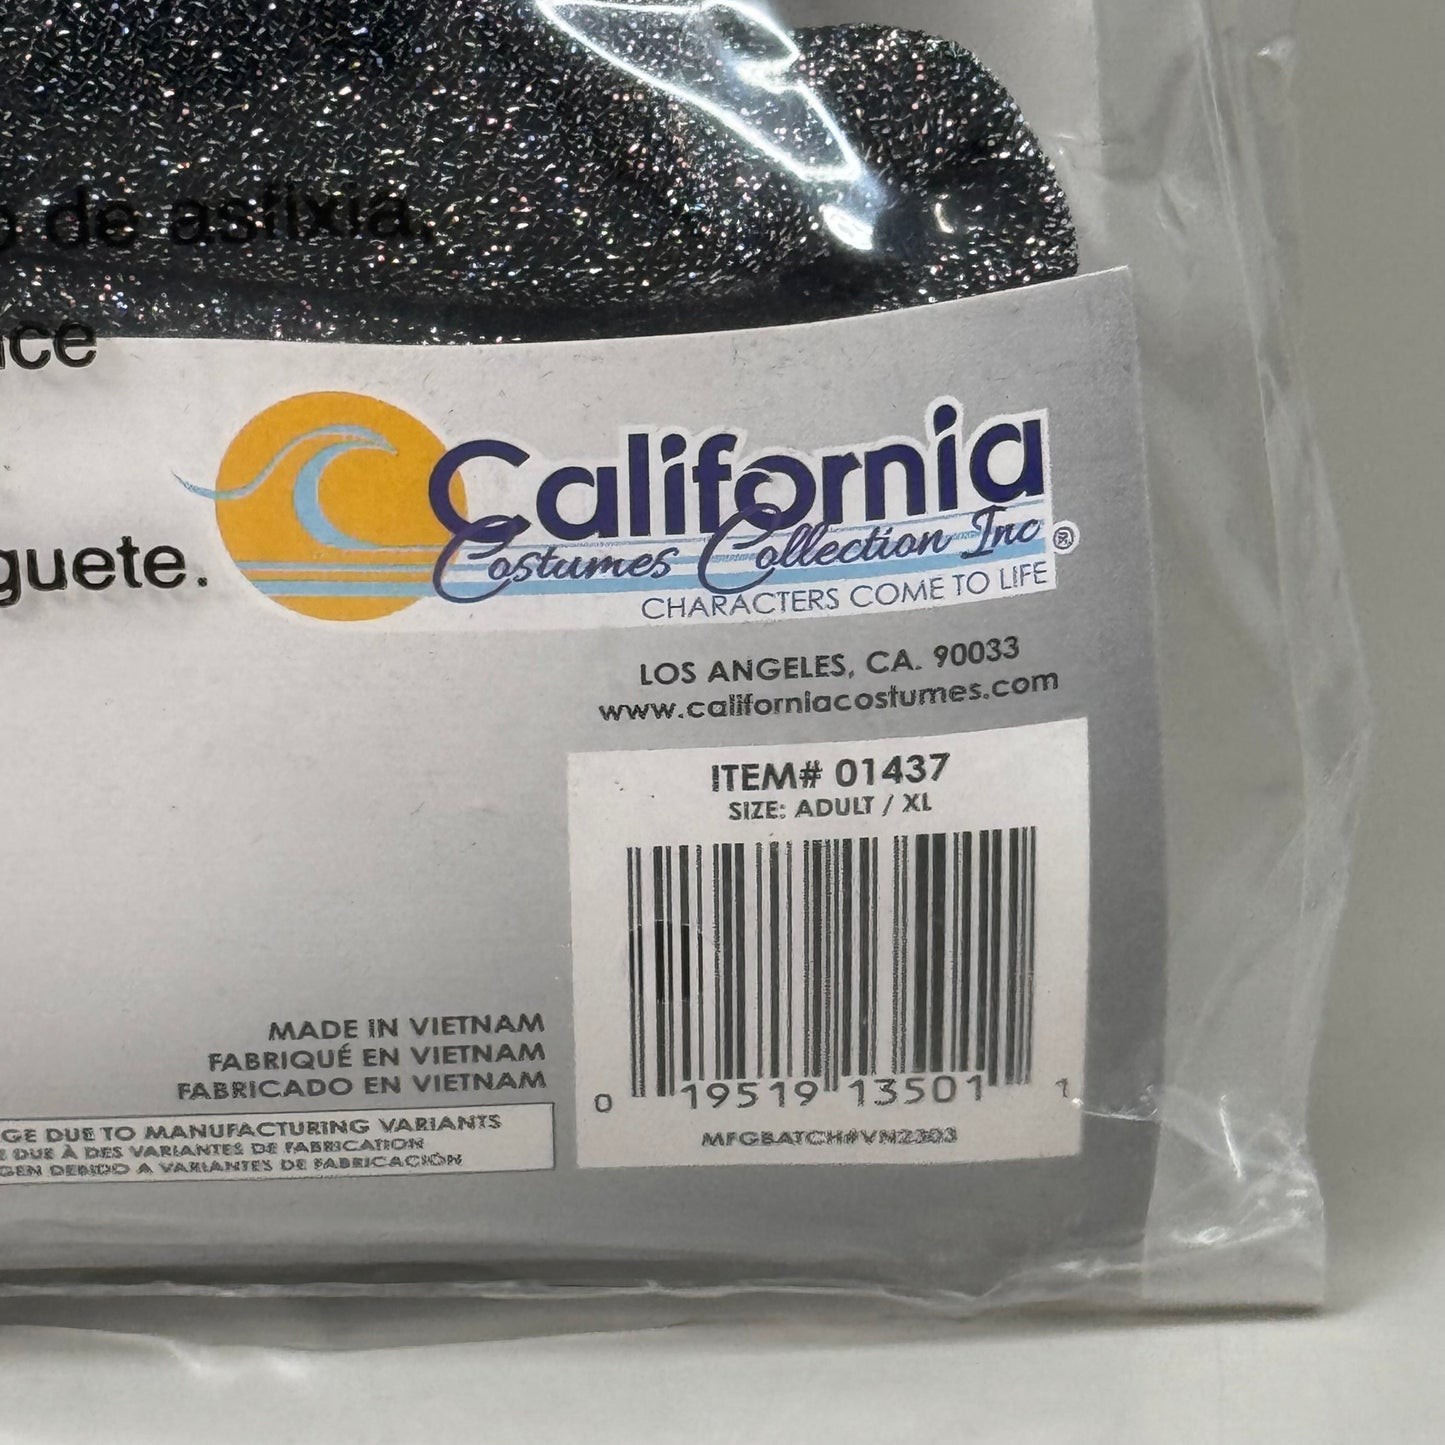 de asfixia,
California
Costumes Collection Inc ®
CHARACTERS COME TO LIFE
LOS ANGELES, CA. 90033
www.californiacostumes.com
ITEM# 01437
SIZE: ADULT / XL
0 19519 13501 1
MFGBATCH#VN2303
MADE IN VIETNAM
FABRIQUÉ EN VIETNAM
FABRICADO EN VIETNAM
DUE TO MANUFACTURING VARIANTS
DUE À DES VARIANTES DE FABRICATION
DEBIDO A VARIANTES DE FABRICACIÓN